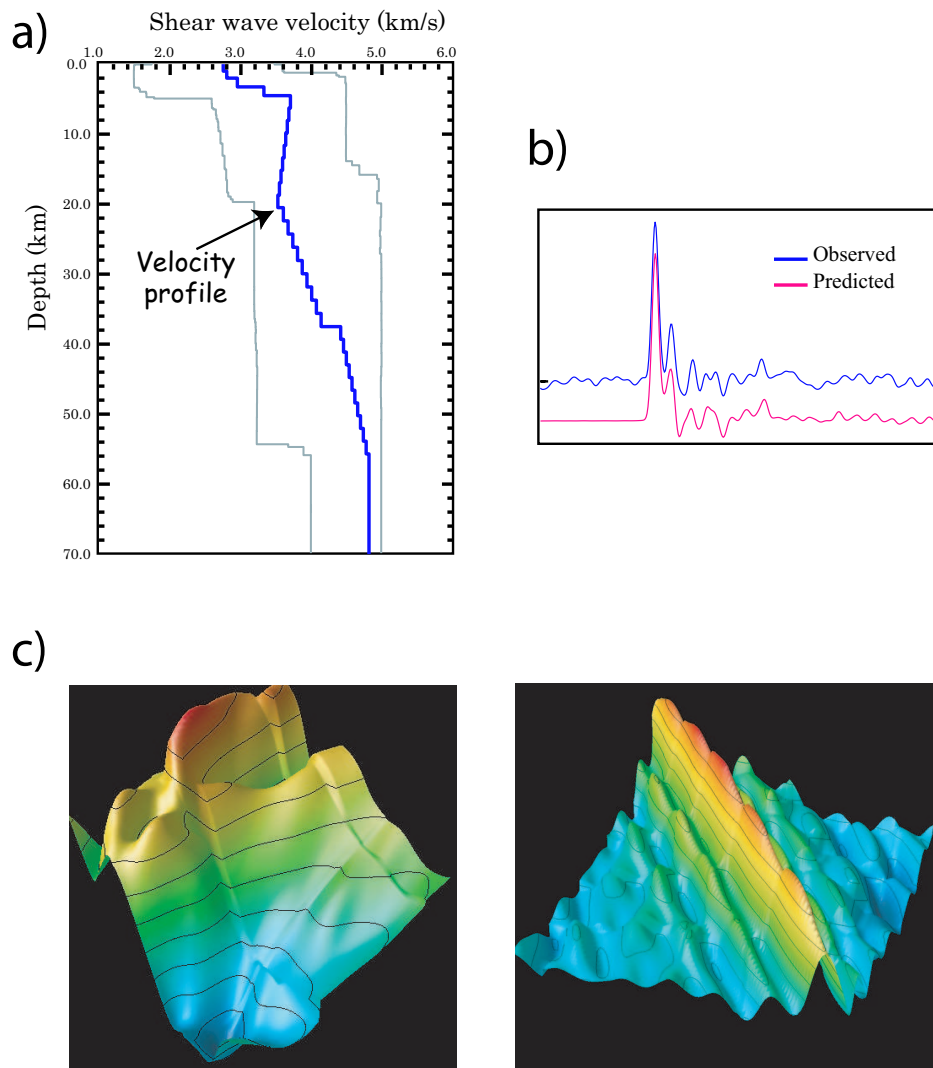 a)
Shear wave velocity (km/s)
1.0 2.0 3.0 4.0 5.0 6.0
0.0
10.0
20.0
30.0
40.0
50.0
60.0
70.0
Depth (km)
Velocity
profile
b)
Observed
Predicted
c)